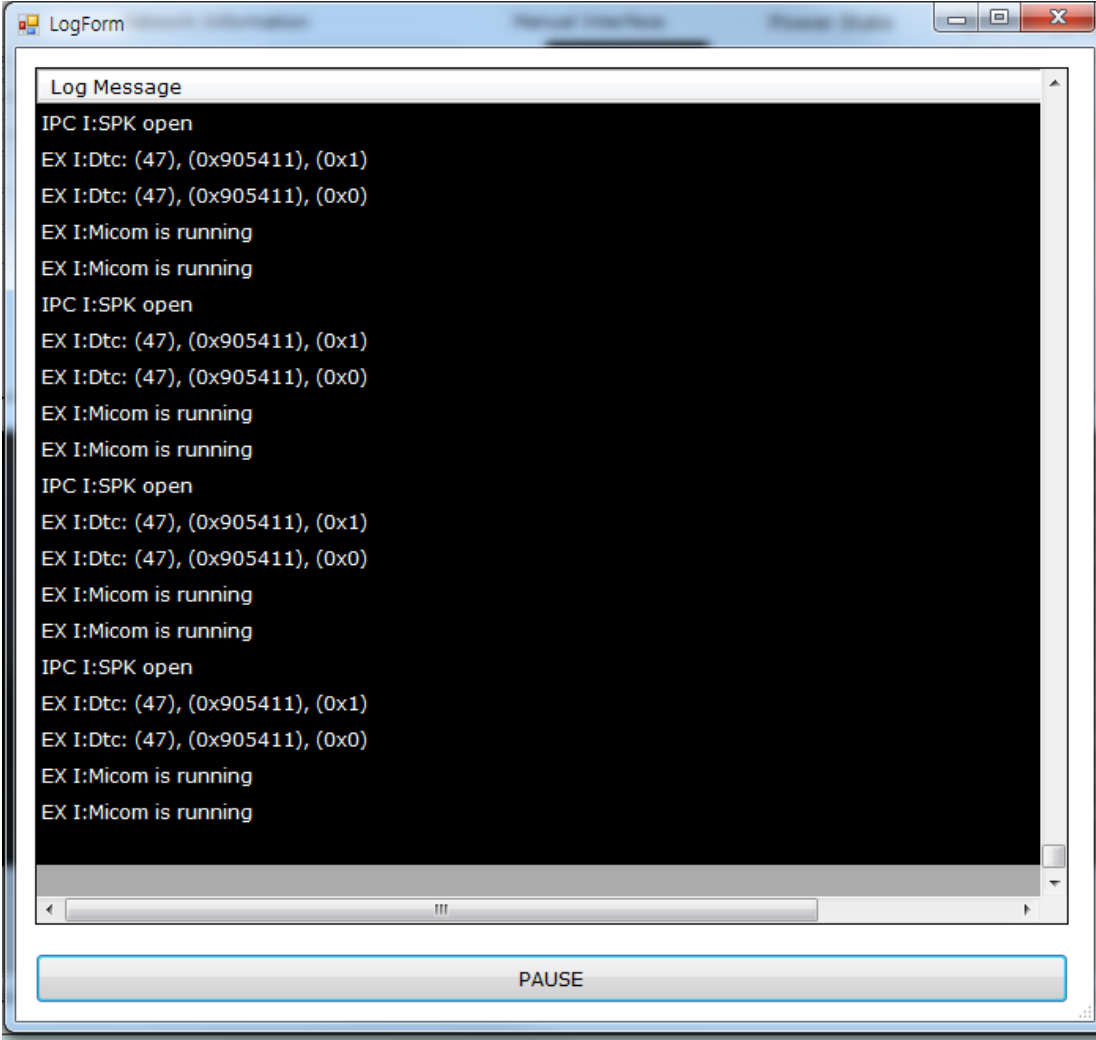 LogForm
Log Message
IPC I:SPK open
EX I:Dtc: (47), (0x905411), (0x1)
EX I:Dtc: (47), (0x905411), (0x0)
EX I:Micom is running
EX I:Micom is running
IPC I:SPK open
EX I:Dtc: (47), (0x905411), (0x1)
EX I:Dtc: (47), (0x905411), (0x0)
EX I:Micom is running
EX I:Micom is running
IPC I:SPK open
EX I:Dtc: (47), (0x905411), (0x1)
EX I:Dtc: (47), (0x905411), (0x0)
EX I:Micom is running
EX I:Micom is running
IPC I:SPK open
EX I:Dtc: (47), (0x905411), (0x1)
EX I:Dtc: (47), (0x905411), (0x0)
EX I:Micom is running
EX I:Micom is running
PAUSE